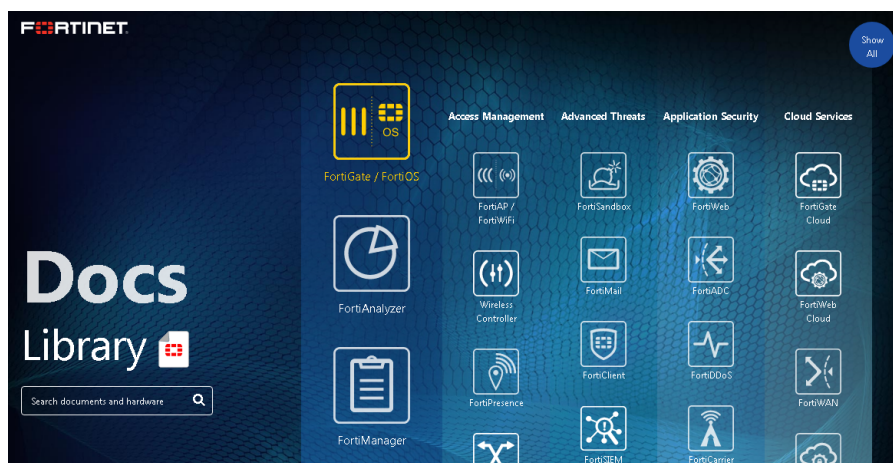 FORTINET
Show
All
OS
FortiGate / FortiOS
FortiAnalyzer
FortiManager
Docs
Library
Search documents and hardware
Access Management
FortiAP /
FortiWiFi
Wireless
Controller
FortiPresence
Advanced Threats
FortiSandbox
FortiMail
FortiClient
FortiSIEM
Application Security
FortiWeb
FortiADC
FortiDDoS
FortiCarrier
Cloud Services
FortiGate
Cloud
FortiWeb
Cloud
FortiWAN